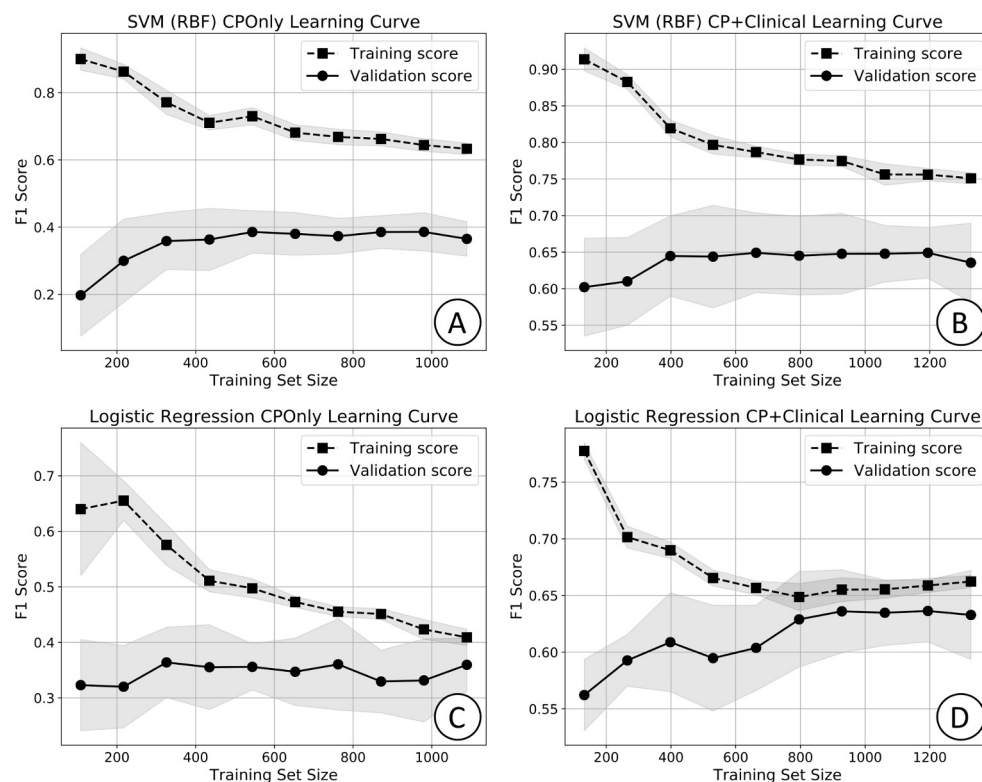 SVM (RBF) CPOnly Learning Curve
Training score
Validation score
F1 Score
0.8
0.6
0.4
0.2
200 400 600 800 1000
Training Set Size
A
SVM (RBF) CP+Clinical Learning Curve
Training score
Validation score
F1 Score
0.90
0.85
0.80
0.75
0.70
0.65
0.60
0.55
200 400 600 800 1000 1200
Training Set Size
B
Logistic Regression CPOnly Learning Curve
Training score
Validation score
F1 Score
0.7
0.6
0.5
0.4
0.3
200 400 600 800 1000
Training Set Size
C
Logistic Regression CP+Clinical Learning Curve
Training score
Validation score
F1 Score
0.75
0.70
0.65
0.60
0.55
200 400 600 800 1000 1200
Training Set Size
D